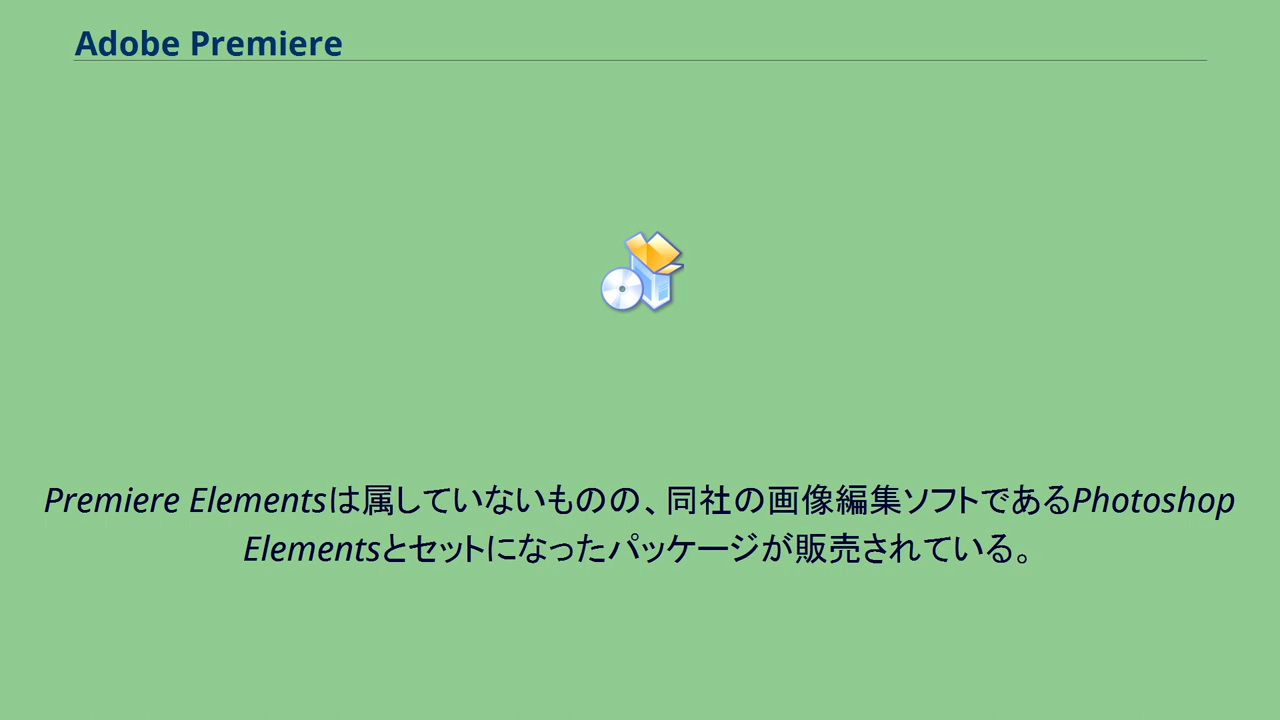 Adobe Premiere
Premiere Elementsは属していないものの、同社の画像編集ソフトであるPhotoshop
Elementsとセットになったパッケージが販売されている。